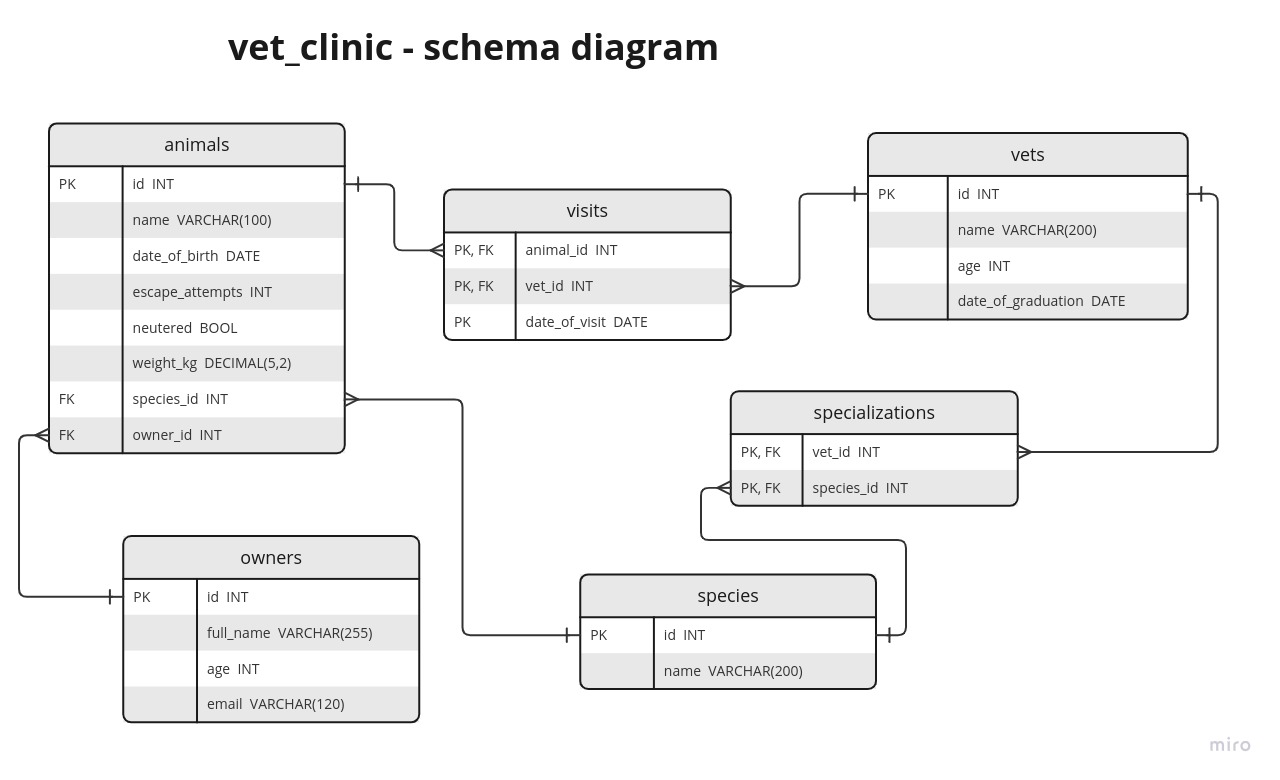 vet_clinic - schema diagram
animals
PK id INT
name VARCHAR(100)
date_of_birth DATE
escape_attempts INT
neutered BOOL
weight_kg DECIMAL(5,2)
FK species_id INT
FK owner_id INT
visits
PK, FK animal_id INT
PK, FK vet_id INT
PK date_of_visit DATE
vets
PK id INT
name VARCHAR(200)
age INT
date_of_graduation DATE
specializations
PK, FK vet_id INT
PK, FK species_id INT
owners
PK id INT
full_name VARCHAR(255)
age INT
email VARCHAR(120)
species
PK id INT
name VARCHAR(200)
miro